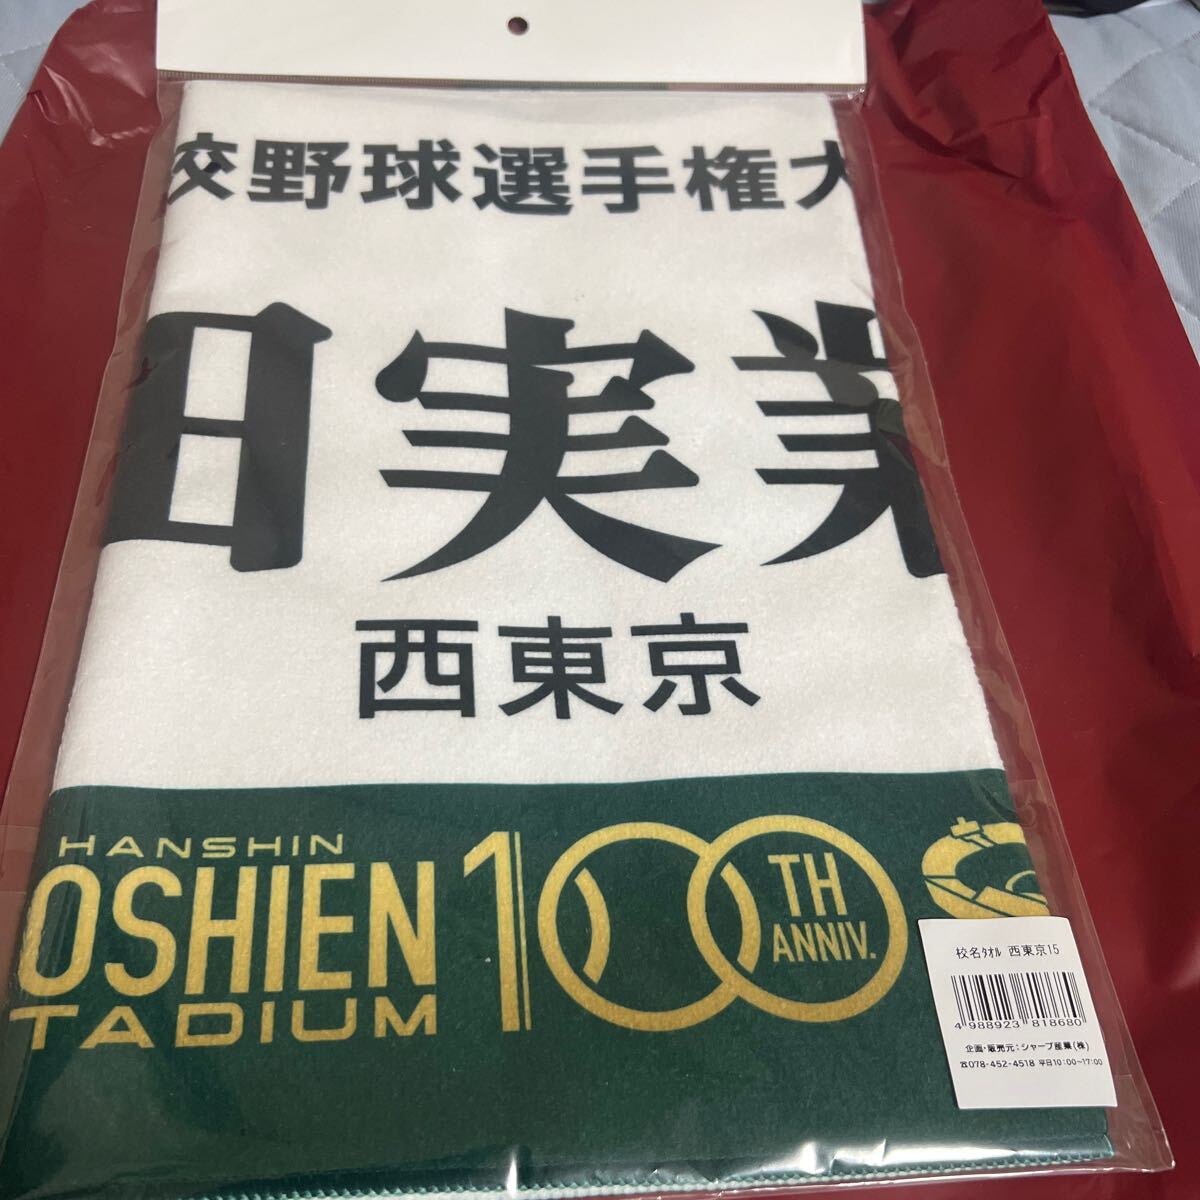 校野球選手権大
田実業
西東京
HANSHIN
OSHIEN
TADIUM
100
TH
ANNIV.
校名ﾀｵﾙ 西東京15
4 988923 818680
企画・販売元：シャープ産業(株)
☎078-452-4518 平日10:00~17:00